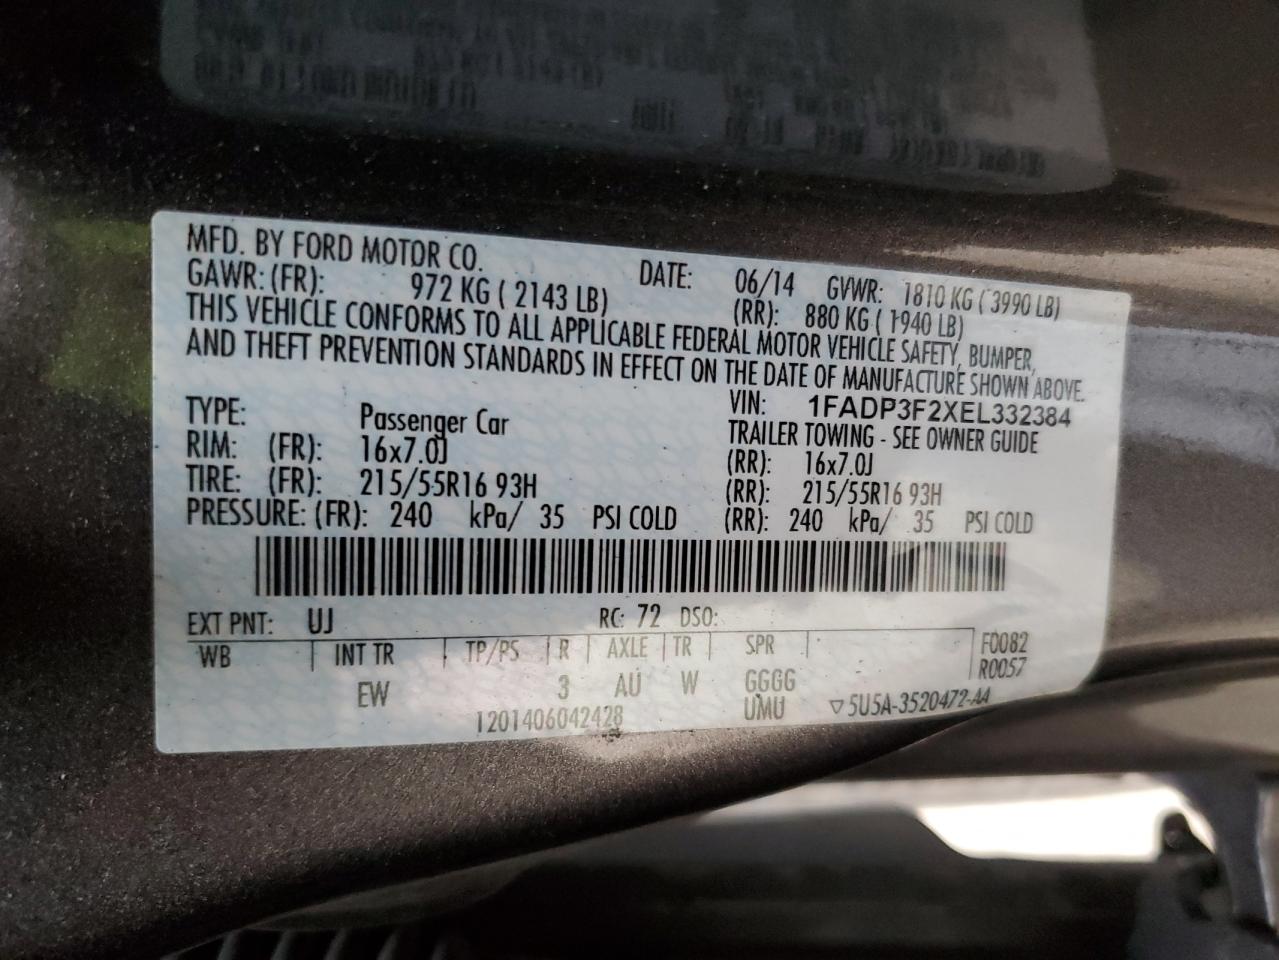 MFD. BY FORD MOTOR CO.
DATE: 06/14 GVWR: 1810 KG ( 3990 LB)
GAWR: (FR): 972 KG ( 2143 LB) (RR): 880 KG ( 1940 LB)
THIS VEHICLE CONFORMS TO ALL APPLICABLE FEDERAL MOTOR VEHICLE SAFETY, BUMPER,
AND THEFT PREVENTION STANDARDS IN EFFECT ON THE DATE OF MANUFACTURE SHOWN ABOVE.
VIN: 1FADP3F2XEL332384
TYPE: Passenger Car TRAILER TOWING - SEE OWNER GUIDE
RIM: (FR): 16x7.0J (RR): 16x7.0J
TIRE: (FR): 215/55R16 93H (RR): 215/55R16 93H
PRESSURE: (FR): 240 kPa/ 35 PSI COLD (RR): 240 kPa/ 35 PSI COLD
EXT PNT: UJ RC: 72 DSO:
WB INT TR TP/PS R AXLE TR SPR F0082
R0057
EW 3 AU W GGGG
UMU ▽5U5A-3520472-AA
1201406042428